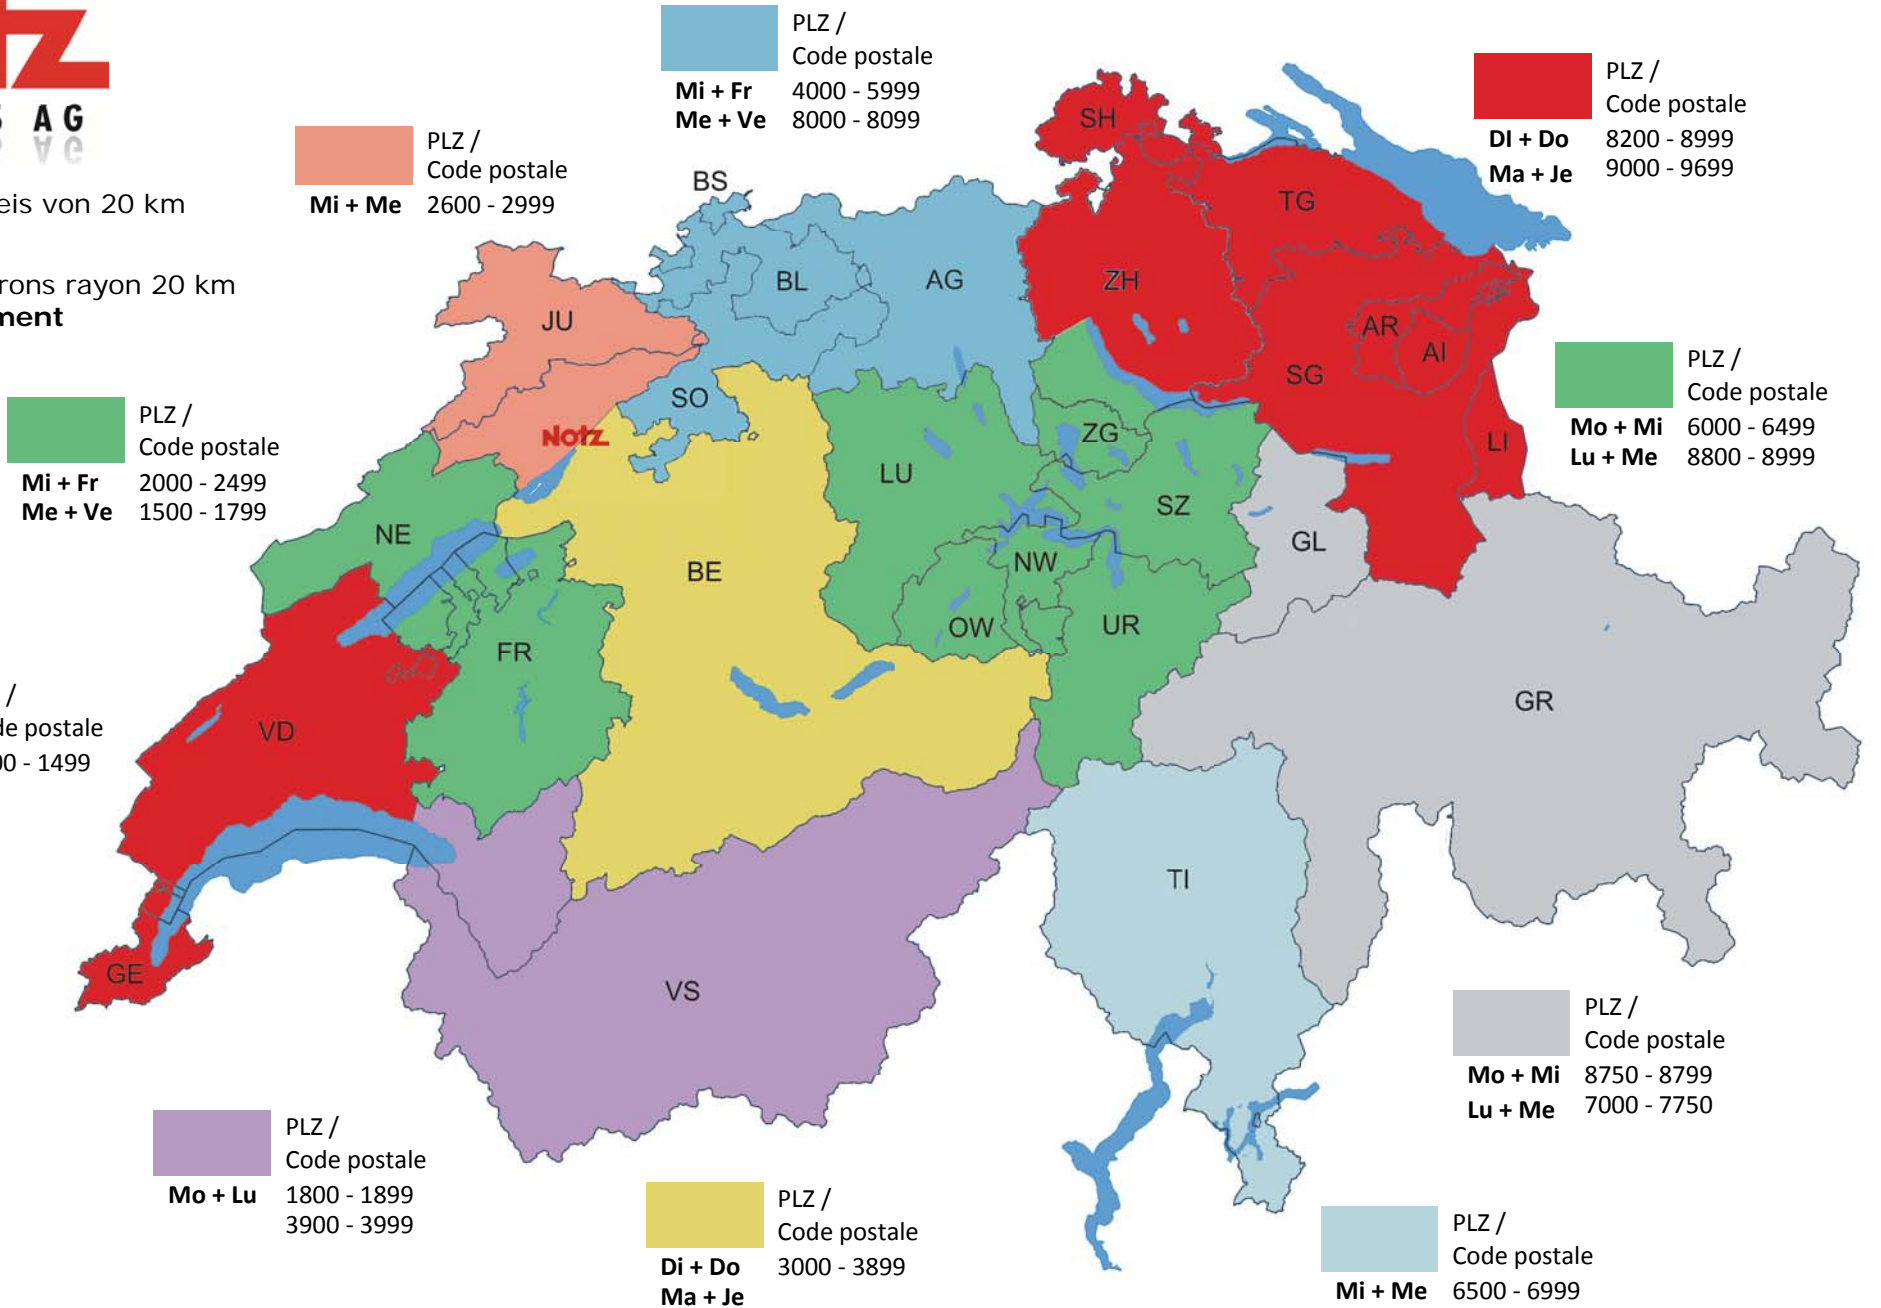 AG
eis von 20 km
rons rayon 20 km
ment
PLZ /
Code postale
Mi + Me 2600 - 2999
PLZ /
Code postale
Mi + Fr 4000 - 5999
Me + Ve 8000 - 8099
PLZ /
Code postale
DI + Do 8200 - 8999
Ma + Je 9000 - 9699
PLZ /
Code postale
Mi + Fr 2000 - 2499
Me + Ve 1500 - 1799
PLZ /
Code postale
Mo + Mi 6000 - 6499
Lu + Me 8800 - 8999
/
de postale
00 - 1499
BS
SH
TG
BL
AG
ZH
JU
AR
AI
SG
SO
Notz
LI
ZG
LU
SZ
NE
GL
BE
NW
OW
UR
FR
VD
GR
TI
GE
VS
PLZ /
Code postale
Mo + Mi 8750 - 8799
Lu + Me 7000 - 7750
PLZ /
Code postale
Mo + Lu 1800 - 1899
3900 - 3999
PLZ /
Code postale
Di + Do 3000 - 3899
Ma + Je
PLZ /
Code postale
Mi + Me 6500 - 6999